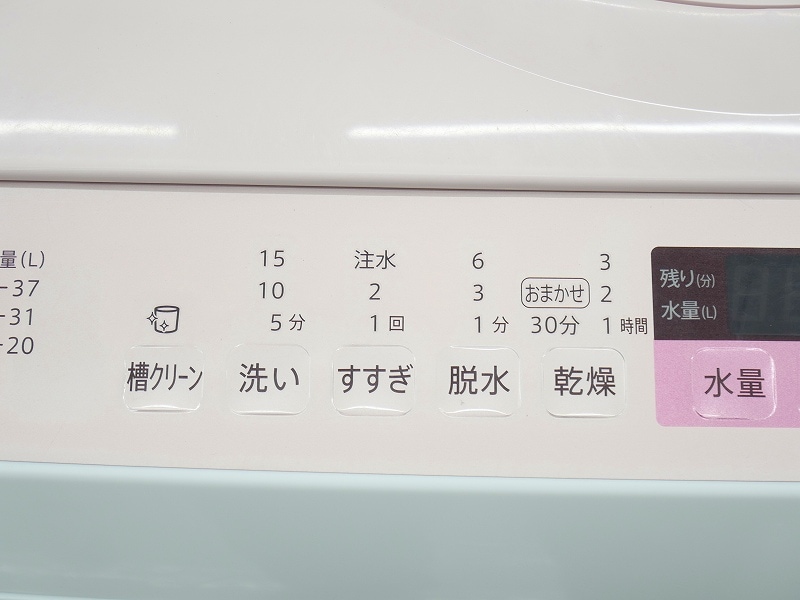 量(L)
-37
-31
-20
槽クリーン
15
10
5分
洗い
注水
2
1回
すすぎ
6
3
1分
脱水
おまかせ
30分
3
2
1時間
乾燥
残り(分)
水量(L)
水量